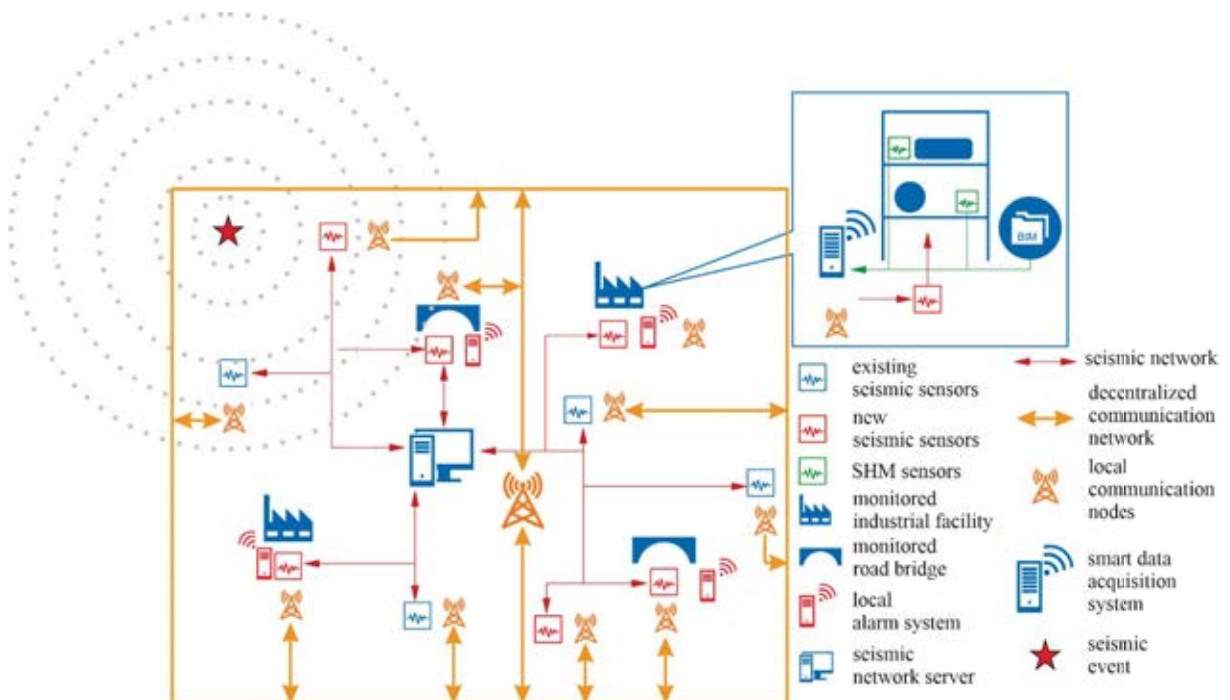 BIM
existing
seismic sensors
new
seismic sensors
SHM sensors
monitored
industrial facility
monitored
road bridge
local
alarm system
seismic
network server
seismic network
decentralized
communication
network
local
communication
nodes
smart data
acquisition
system
seismic
event